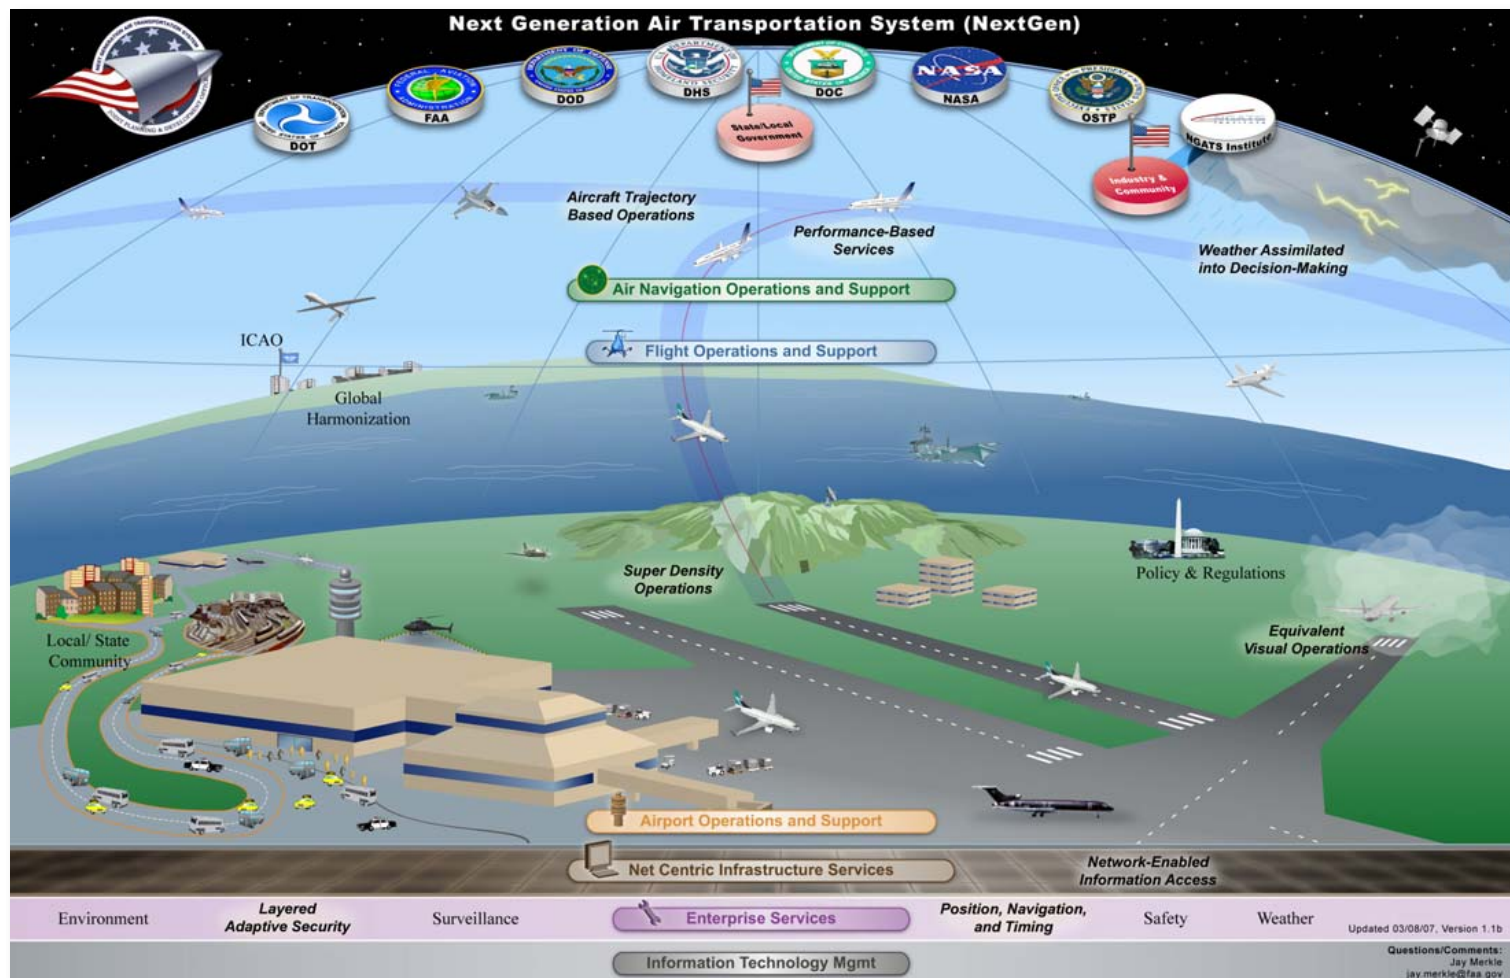 Next Generation Air Transportation System (NextGen)
DOT
FAA
DOD
DHS
DOC
NASA
NASA
OSTP
NGATS
NGATS Institute
State/Local
Government
Industry &
Community
Aircraft Trajectory
Based Operations
Performance-Based
Services
Weather Assimilated
into Decision-Making
Air Navigation Operations and Support
ICAO
Flight Operations and Support
Global
Harmonization
Super Density
Operations
Policy & Regulations
Local/ State
Community
Equivalent
Visual Operations
Airport Operations and Support
Net Centric Infrastructure Services
Network-Enabled
Information Access
Environment
Layered
Adaptive Security
Surveillance
Enterprise Services
Position, Navigation,
and Timing
Safety
Weather
Updated 03/08/07, Version 1.1b
Information Technology Mgmt
Questions/Comments:
Jay Merkle
jay.merkle@faa.gov